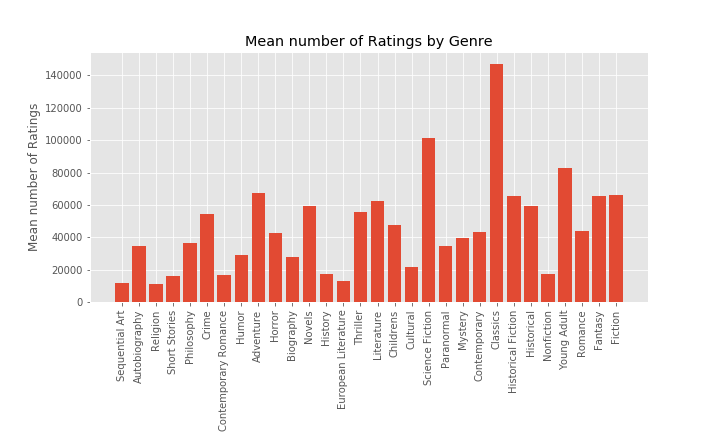 Mean number of Ratings by Genre
Mean number of Ratings
140000
120000
100000
80000
60000
40000
20000
0
Sequential Art
Autobiography
Religion
Short Stories
Philosophy
Crime
Contemporary Romance
Humor
Adventure
Horror
Biography
Novels
History
European Literature
Thriller
Literature
Childrens
Cultural
Science Fiction
Paranormal
Mystery
Contemporary
Classics
Historical Fiction
Historical
Nonfiction
Young Adult
Romance
Fantasy
Fiction